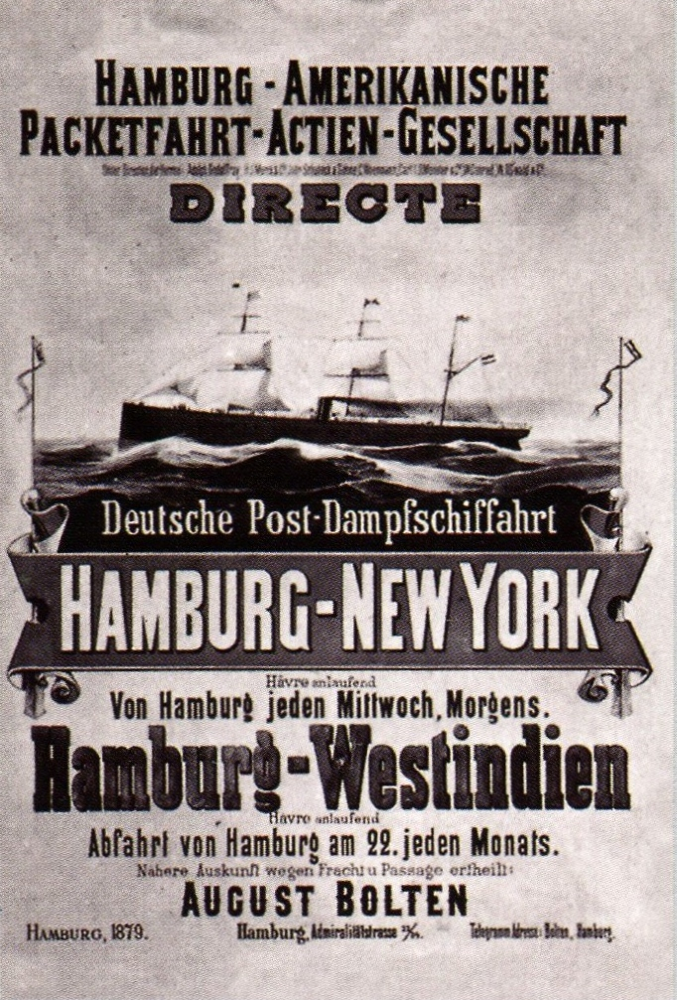 HAMBURG - AMERIKANISCHE
PACKETFAHRT-ACTIEN-GESELLSCHAFT
DIRECTE
Deutsche Post-Dampfschiffahrt
HAMBURG-NEW YORK
Hâvre anlaufend
Von Hamburg jeden Mittwoch, Morgens.
Hamburg-Westindien
Hâvre anlaufend
Abfahrt von Hamburg am 22. jeden Monats.
Nähere Auskunft wegen Fracht u Passage ertheilt:
AUGUST BOLTEN
HAMBURG, 1879. Hamburg, Admiralitätstrasse Telegramm Adresse: Bolten, Hamburg.